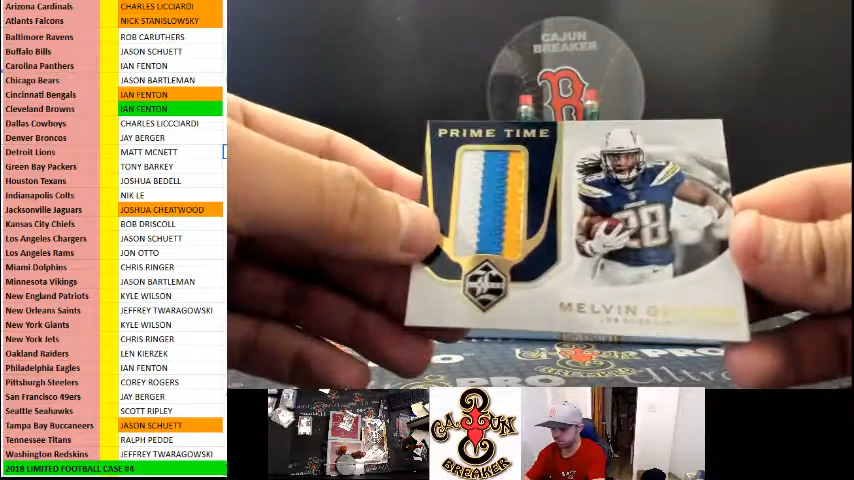 Arizona Cardinals CHARLES LICCIARDI
Atlants Falcons NICK STANISLOWSKY
Baltimore Ravens ROB CARUTHERS
Buffalo Bills JASON SCHUETT
Carolina Panthers IAN FENTON
Chicago Bears JASON BARTLEMAN
Cincinnati Bengals IAN FENTON
Cleveland Browns IAN FENTON
Dallas Cowboys CHARLES LICCCIARDI
Denver Broncos JAY BERGER
Detroit Lions MATT MCNETT
Green Bay Packers TONY BARKEY
Houston Texans JOSHUA BEDELL
Indianapolis Colts NIK LE
Jacksonville Jaguars JOSHUA CHEATWOOD
Kansas City Chiefs BOB DRISCOLL
Los Angeles Chargers JASON SCHUETT
Los Angeles Rams JON OTTO
Miami Dolphins CHRIS RINGER
Minnesota Vikings JASON BARTLEMAN
New England Patriots KYLE WILSON
New Orleans Saints JEFFREY TWARAGOWSKI
New York Giants KYLE WILSON
New York Jets CHRIS RINGER
Oakland Raiders LEN KIERZEK
Philadelphia Eagles IAN FENTON
Pittsburgh Steelers COREY ROGERS
San Francisco 49ers JAY BERGER
Seattle Seahawks SCOTT RIPLEY
Tampa Bay Buccaneers JASON SCHUETT
Tennessee Titans RALPH PEDDE
Washington Redskins JEFFREY TWARAGOWSKI
2018 LIMITED FOOTBALL CASE #4
CAJUN
BREAKER
B
PRIME TIME
28
MELVIN
PRO
CAJUN
BREAKER